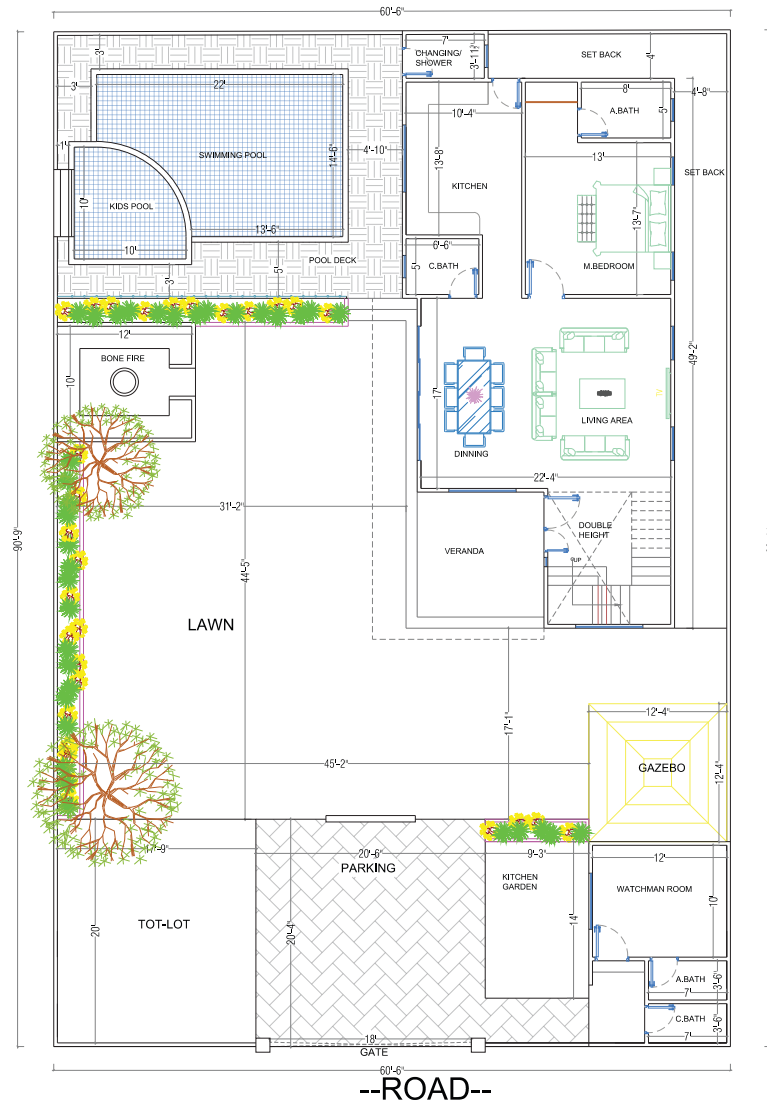 60'-6"
7'
CHANGING/
SHOWER
3'-11"
SET BACK
4'
3'
3'
22'
8'
A.BATH
5'
4'-8"
10'-4"
1'
SWIMMING POOL
14'-6"
4'-10"
13'-8"
KITCHEN
13'
SET BACK
10'
KIDS POOL
13'-7"
13'-6"
10'
6'-6"
POOL DECK
5'
3'
5'
C.BATH
M.BEDROOM
12'
49'-2"
BONE FIRE
10'
17'
TV
LIVING AREA
DINNING
22'-4"
31'-2"
90'-9"
DOUBLE
HEIGHT
VERANDA
UP
44'-5"
LAWN
17'-1"
12'-4"
45'-2"
GAZEBO
12'-4"
17'-9"
20'-6"
9'-3"
12'
PARKING
KITCHEN
GARDEN
WATCHMAN ROOM
10'
14'
TOT-LOT
20'
20'-4"
A.BATH
3'-6"
7'
C.BATH
3'-6"
18'
7'
GATE
60'-6"
--ROAD--